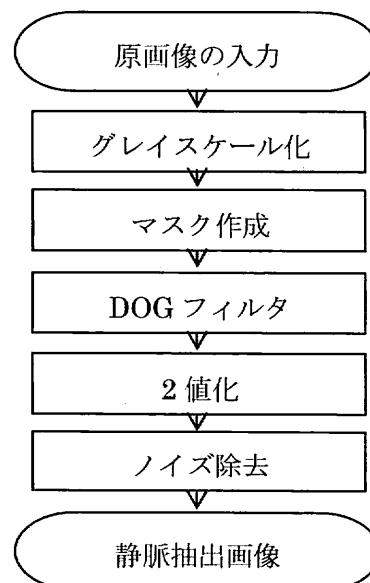 原画像の入力
グレイスケール化
マスク作成
DOG フィルタ
2 値化
ノイズ除去
静脈抽出画像